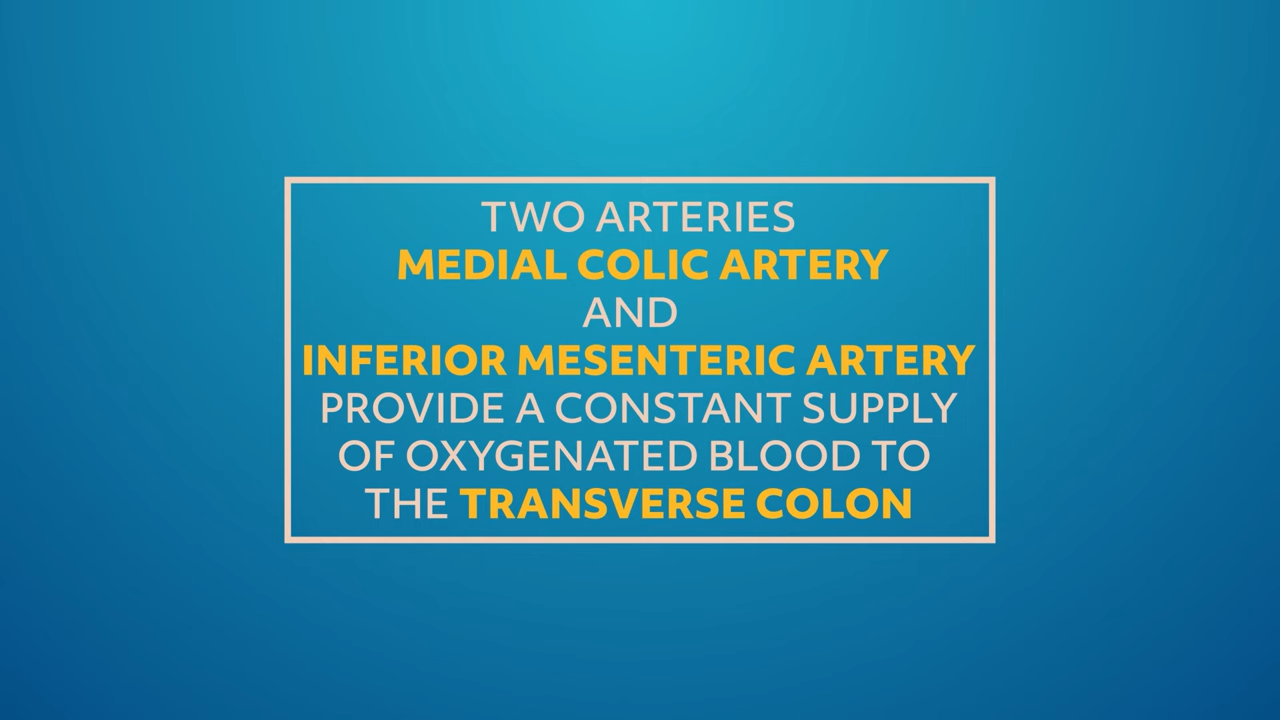 TWO ARTERIES
MEDIAL COLIC ARTERY
AND
INFERIOR MESENTERIC ARTERY
PROVIDE A CONSTANT SUPPLY
OF OXYGENATED BLOOD TO
THE TRANSVERSE COLON